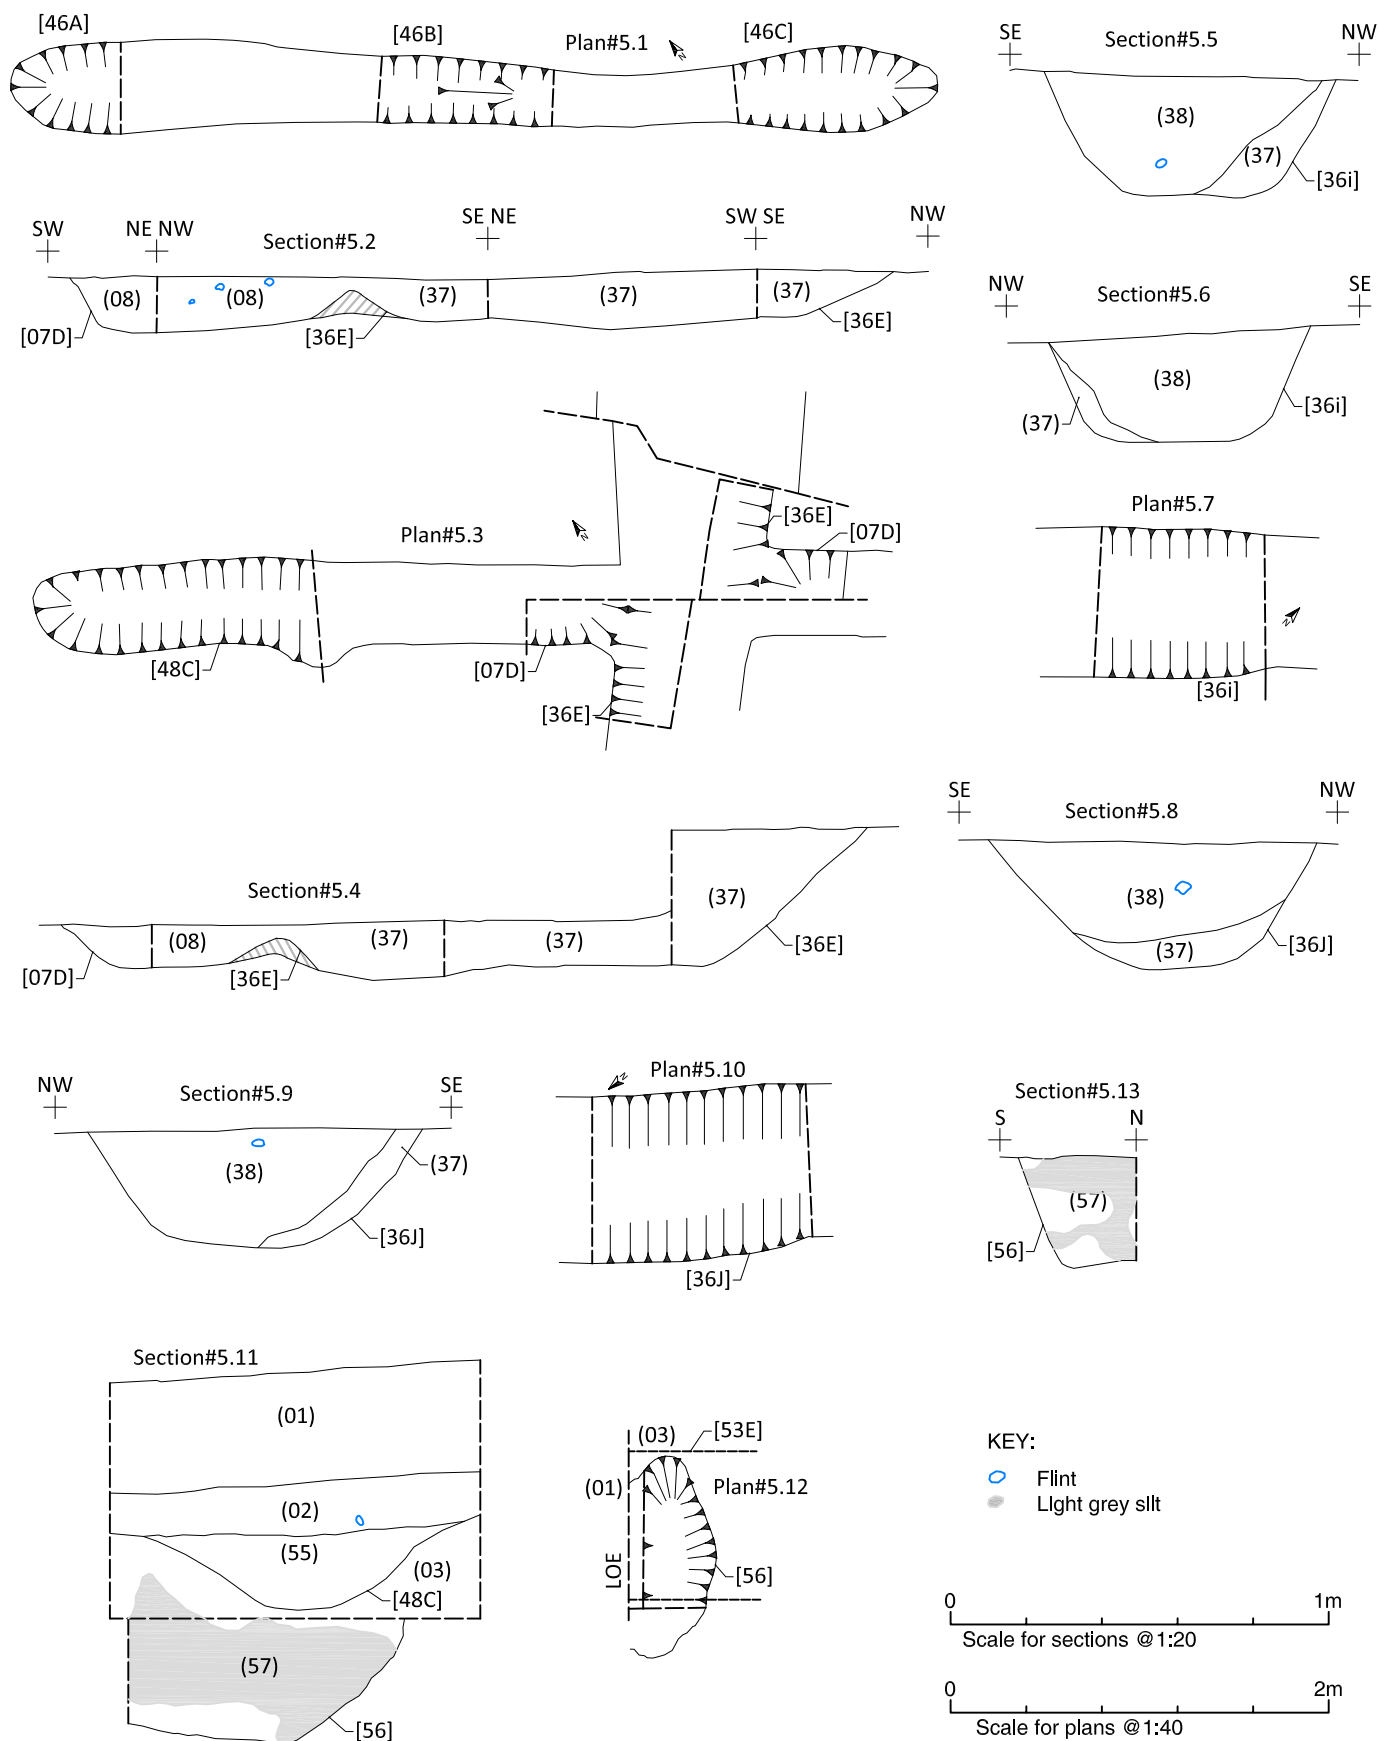 [46A]
[46B]
Plan#5.1
N
[46C]
SE
Section#5.5
NW
(38)
(37)
[36i]
SW
NE NW
Section#5.2
SE NE
SW SE
NW
(08)
(08)
(37)
(37)
(37)
[07D]
[36E]
[36E]
NW
Section#5.6
SE
(38)
(37)
[36i]
Plan#5.3
N
[36E]
[07D]
[48C]
[07D]
[36E]
Plan#5.7
N
[36i]
Section#5.4
(08)
(37)
(37)
(37)
[07D]
[36E]
[36E]
SE
Section#5.8
NW
(38)
(37)
[36J]
NW
Section#5.9
SE
(38)
(37)
[36J]
N
Plan#5.10
[36J]
Section#5.13
S
N
(57)
[56]
Section#5.11
(01)
(02)
(55)
(03)
[48C]
(57)
[56]
(03)
[53E]
(01)
Plan#5.12
LOE
[56]
KEY:
Flint
LIght grey sIlt
0 1m
Scale for sections @1:20
0 2m
Scale for plans @1:40